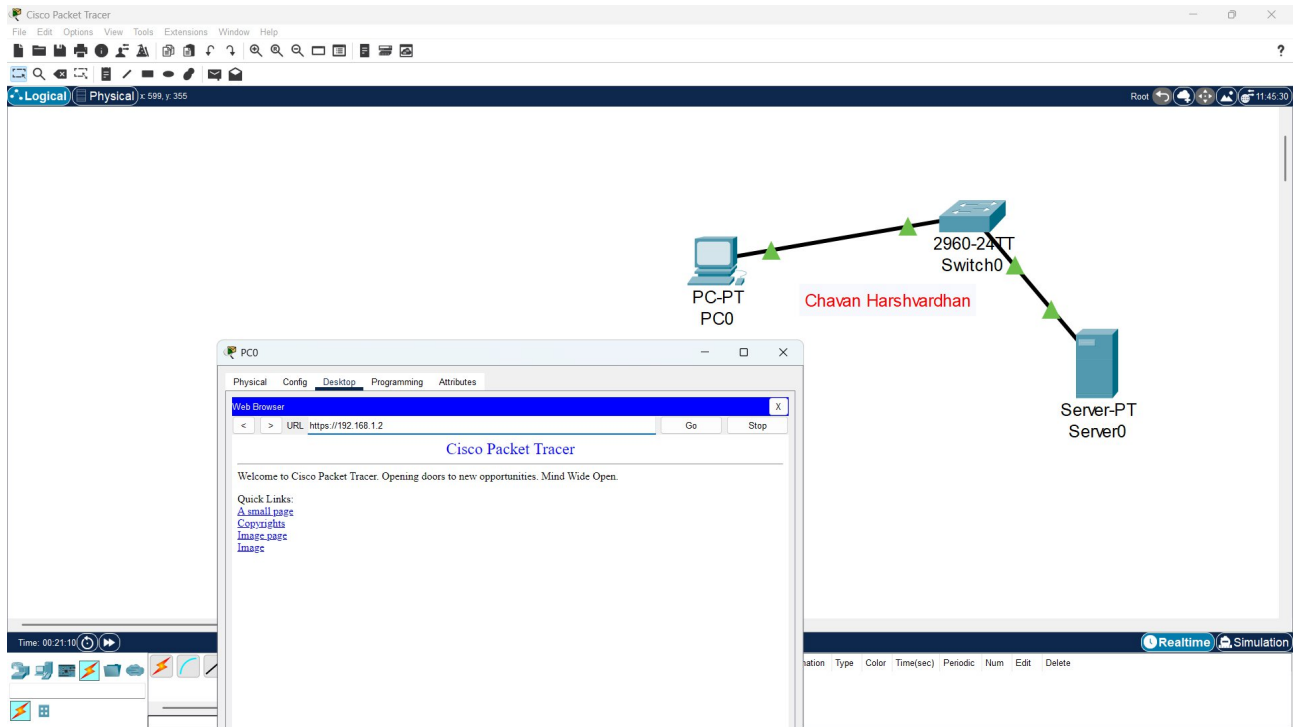 Cisco Packet Tracer
File Edit Options View Tools Extensions Window Help
?
Logical Physical x: 599, y: 355 Root 11:45:30
2960-24TT
Switch0
PC-PT
PC0
Chavan Harshvardhan
Server-PT
Server0
PC0
Physical Config Desktop Programming Attributes
Web Browser X
< > URL https://192.168.1.2 Go Stop
Cisco Packet Tracer
Welcome to Cisco Packet Tracer. Opening doors to new opportunities. Mind Wide Open.
Quick Links:
A small page
Copyrights
Image page
Image
Time: 00:21:10 Realtime Simulation
Type Color Time(sec) Periodic Num Edit Delete